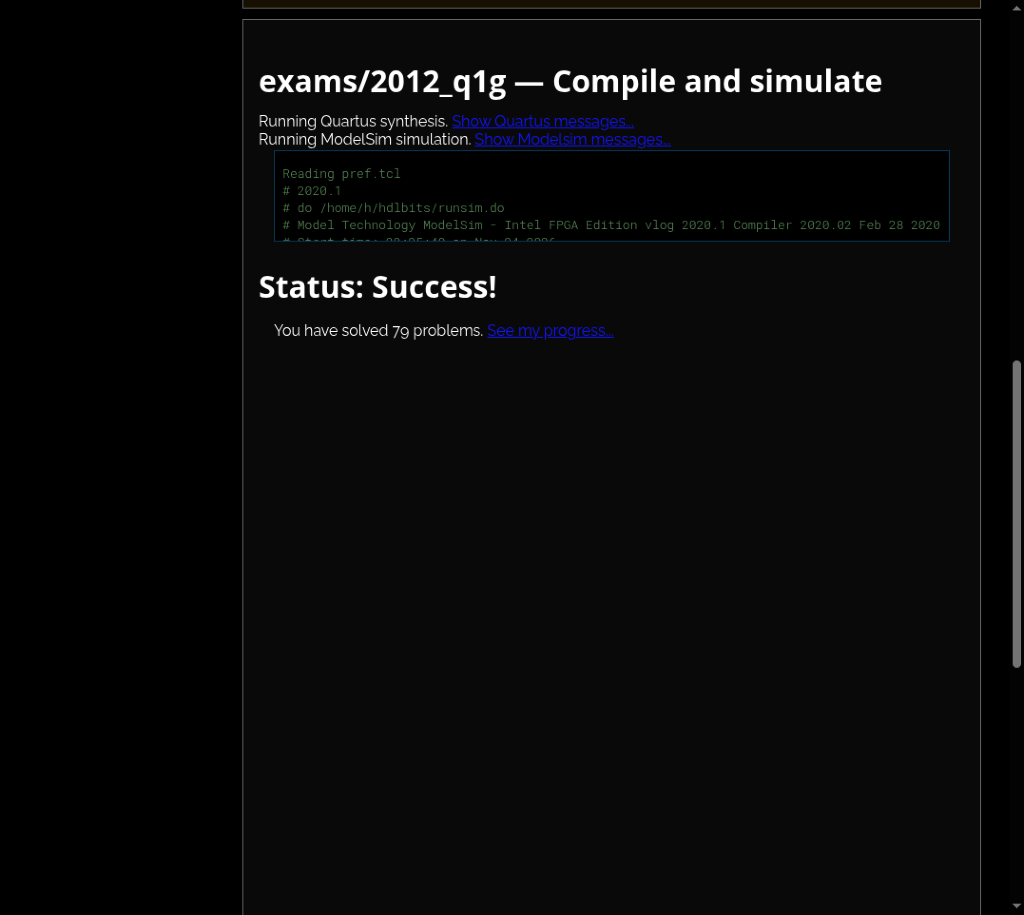 exams/2012_q1g — Compile and simulate
Running Quartus synthesis. Show Quartus messages...
Running ModelSim simulation. Show Modelsim messages...
Reading pref.tcl
# 2020.1
# do /home/h/hdlbits/runsim.do
# Model Technology ModelSim - Intel FPGA Edition vlog 2020.1 Compiler 2020.02 Feb 28 2020
# Start time:
Status: Success!
You have solved 79 problems. See my progress...